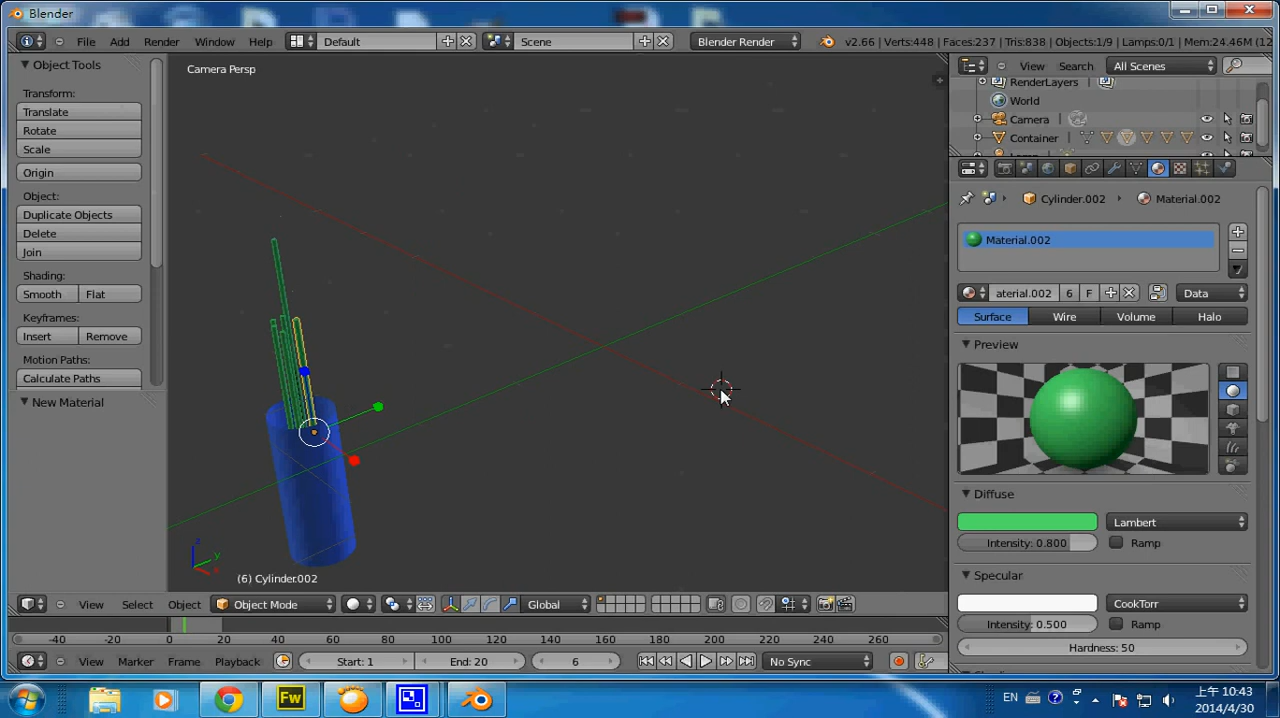 Blender
File Add Render Window Help Default Scene Blender Render v2.66 | Verts:448 | Faces:237 | Tris:838 | Objects:1/9 | Lamps:0/1 | Mem:24.46M (12
Object Tools
Camera Persp
View Search All Scenes
RenderLayers
World
Camera
Container
Transform:
Translate
Rotate
Scale
Origin
Object:
Duplicate Objects
Delete
Join
Shading:
Smooth Flat
Keyframes:
Insert Remove
Motion Paths:
Calculate Paths
New Material
Cylinder.002 Material.002
Material.002
aterial.002 6 F Data
Surface Wire Volume Halo
Preview
Diffuse
Lambert
Intensity: 0.800 Ramp
Specular
CookTorr
Intensity: 0.500 Ramp
Hardness: 50
z
y
x
(6) Cylinder.002
View Select Object Object Mode Global
-40 -20 0 20 40 60 80 100 120 140 160 180 200 220 240 260
View Marker Frame Playback Start: 1 End: 20 6 No Sync
Fw
EN
上午 10:43
2014/4/30